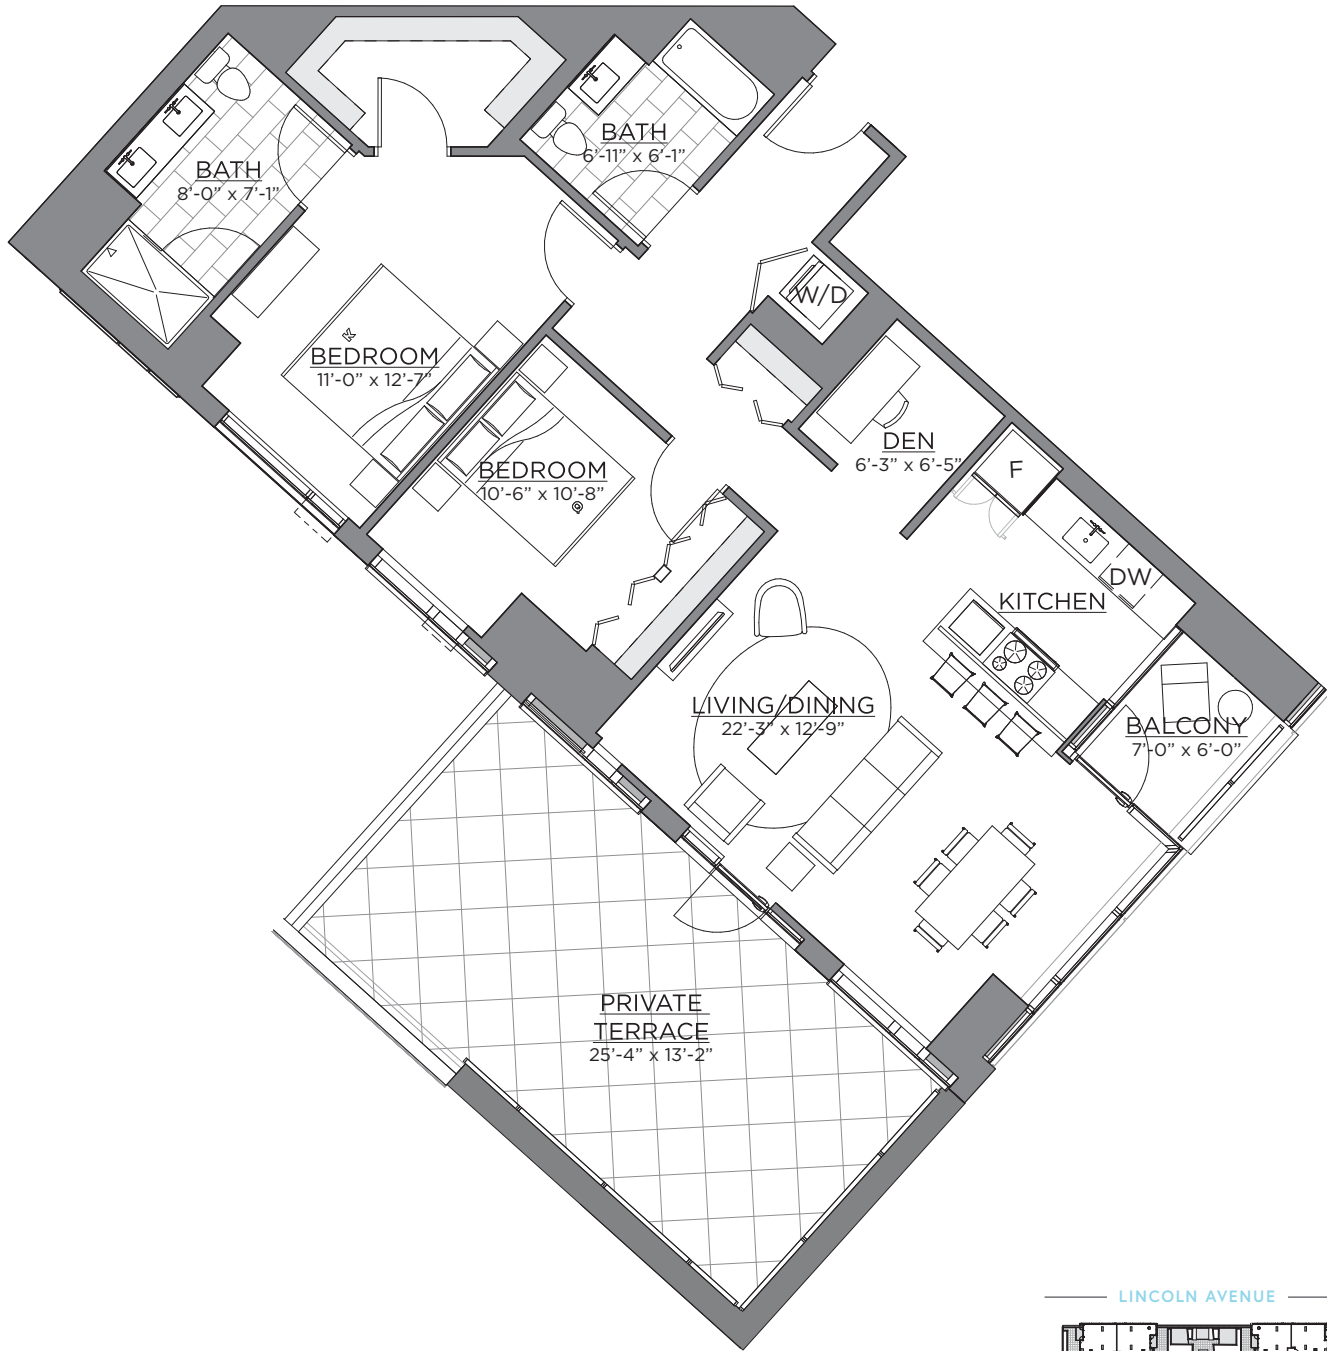 BATH
6’-11” x 6’-1”
BATH
8’-0” x 7’-1”
W/D
K
BEDROOM
11’-0” x 12’-7”
DEN
6’-3” x 6’-5”
F
BEDROOM
10’-6” x 10’-8”
Q
DW
KITCHEN
LIVING/DINING
22’-3” x 12’-9”
BALCONY
7’-0” x 6’-0”
PRIVATE
TERRACE
25’-4” x 13’-2”
LINCOLN AVENUE